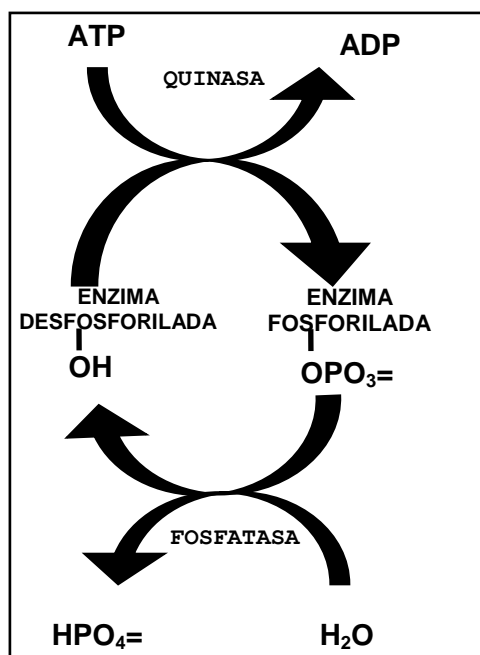 ATP
ADP
QUINASA
ENZIMA
DESFOSFORILADA
OH
ENZIMA
FOSFORILADA
OPO₃=
FOSFATASA
HPO₄=
H₂O